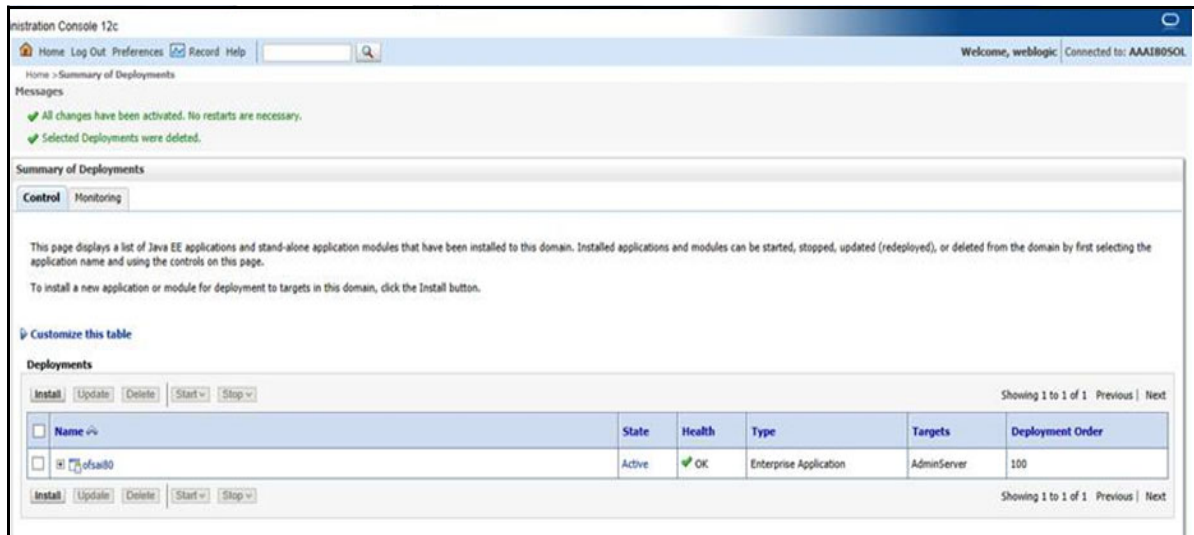 nistration Console 12c
Home Log Out Preferences Record Help
Welcome, weblogic Connected to: AAAI80SOL
Home >Summary of Deployments
Messages
All changes have been activated. No restarts are necessary.
Selected Deployments were deleted.
Summary of Deployments
Control Monitoring
This page displays a list of Java EE applications and stand-alone application modules that have been installed to this domain. Installed applications and modules can be started, stopped, updated (redeployed), or deleted from the domain by first selecting the
application name and using the controls on this page.
To install a new application or module for deployment to targets in this domain, click the Install button.
Customize this table
Deployments
Install Update Delete Start Stop Showing 1 to 1 of 1 Previous | Next
Name State Health Type Targets Deployment Order
ofsai80 Active OK Enterprise Application AdminServer 100
Install Update Delete Start Stop Showing 1 to 1 of 1 Previous | Next